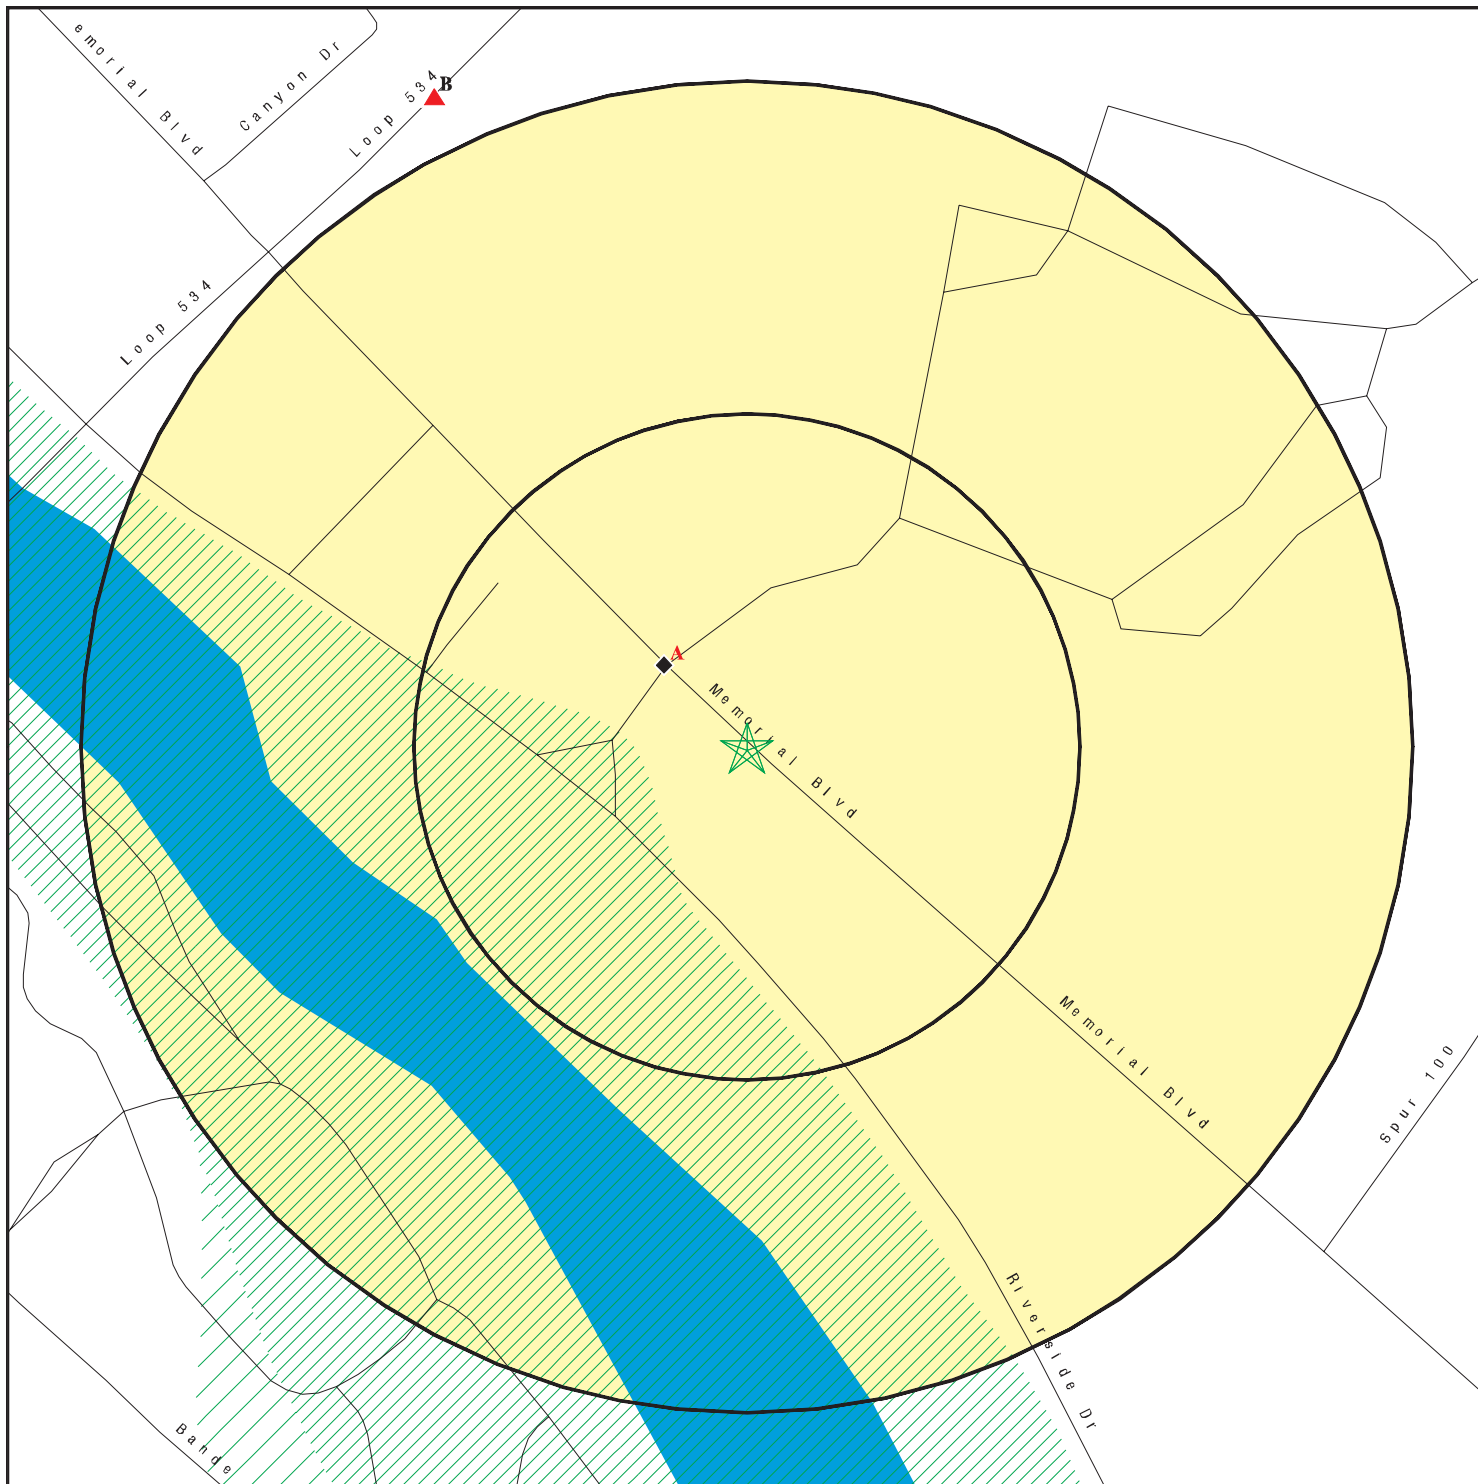 emorial Blvd
Canyon Dr
Loop 534
B
Loop 534
A
Memorial Blvd
Memorial Blvd
Spur 100
Riverside Dr
Bande